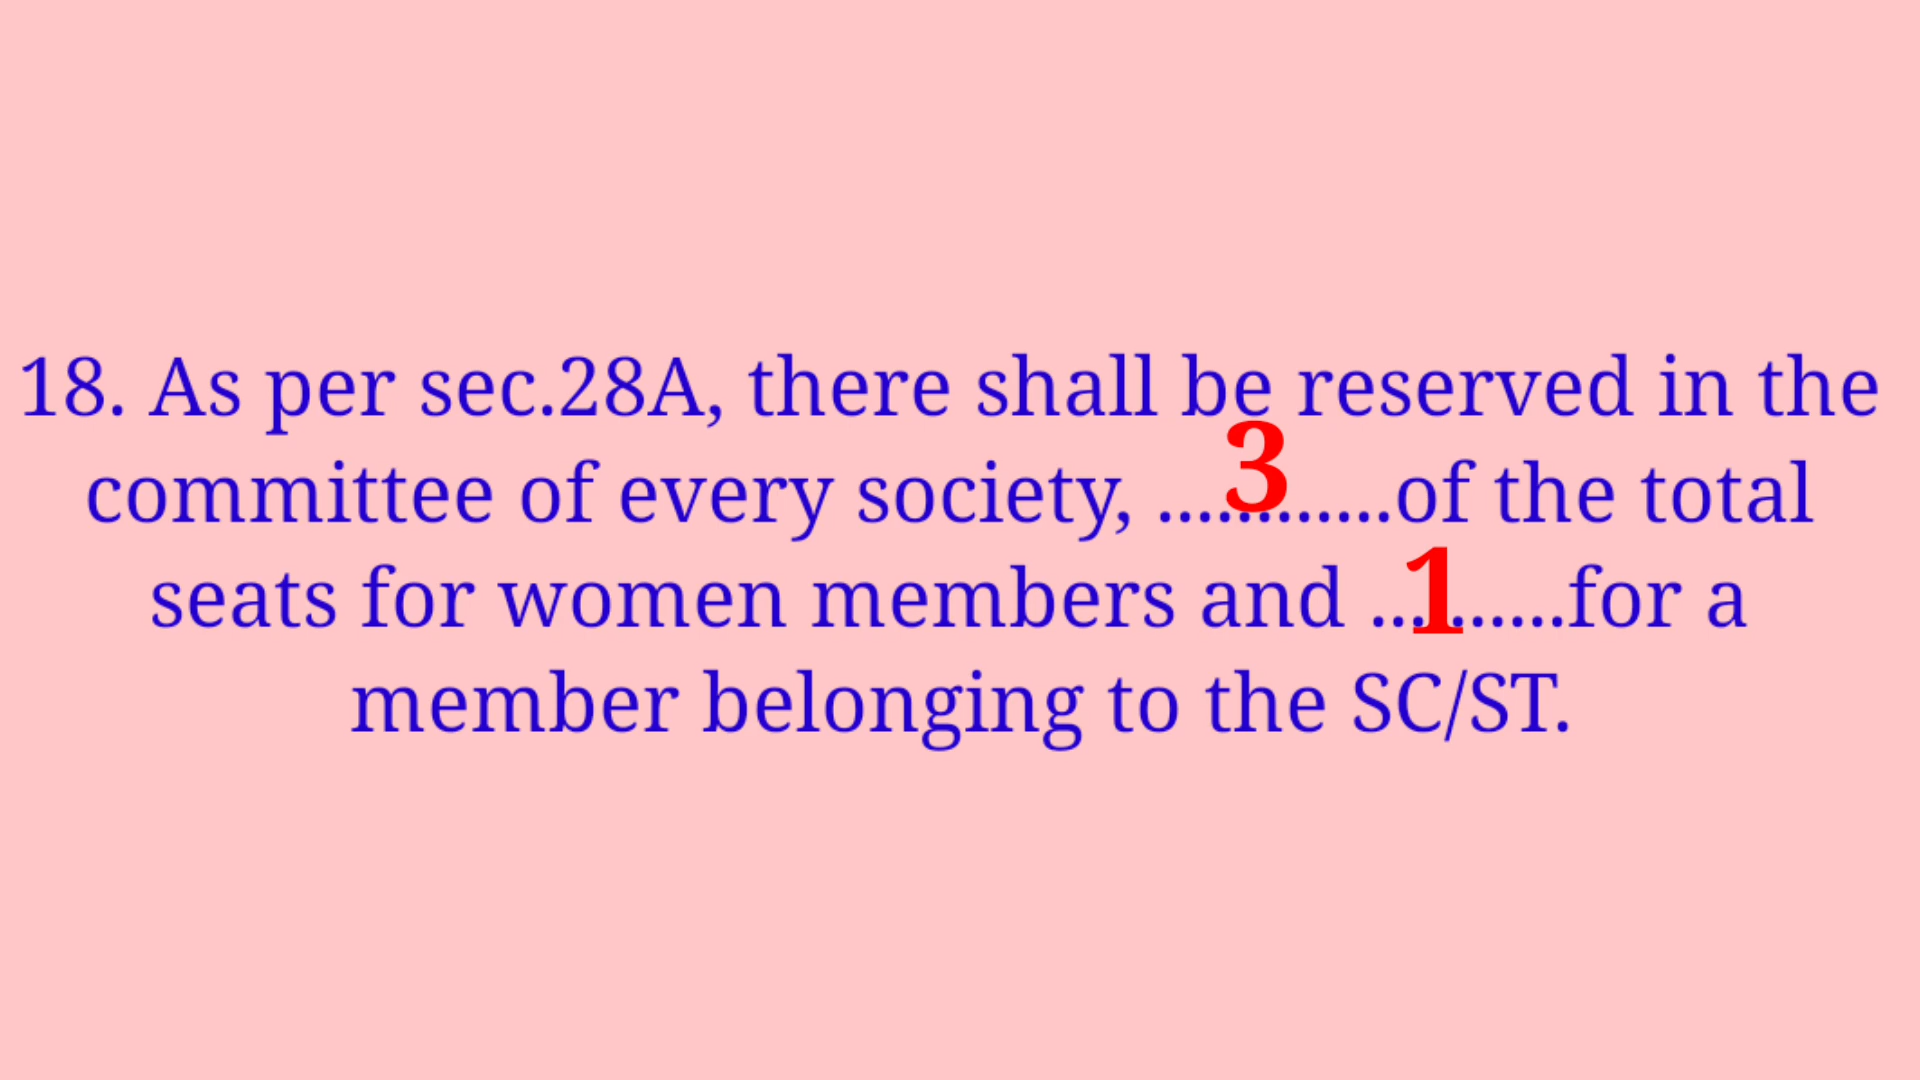 18. As per sec.28A, there shall be reserved in the
committee of every society, ......3......of the total
seats for women members and ...1.......for a
member belonging to the SC/ST.